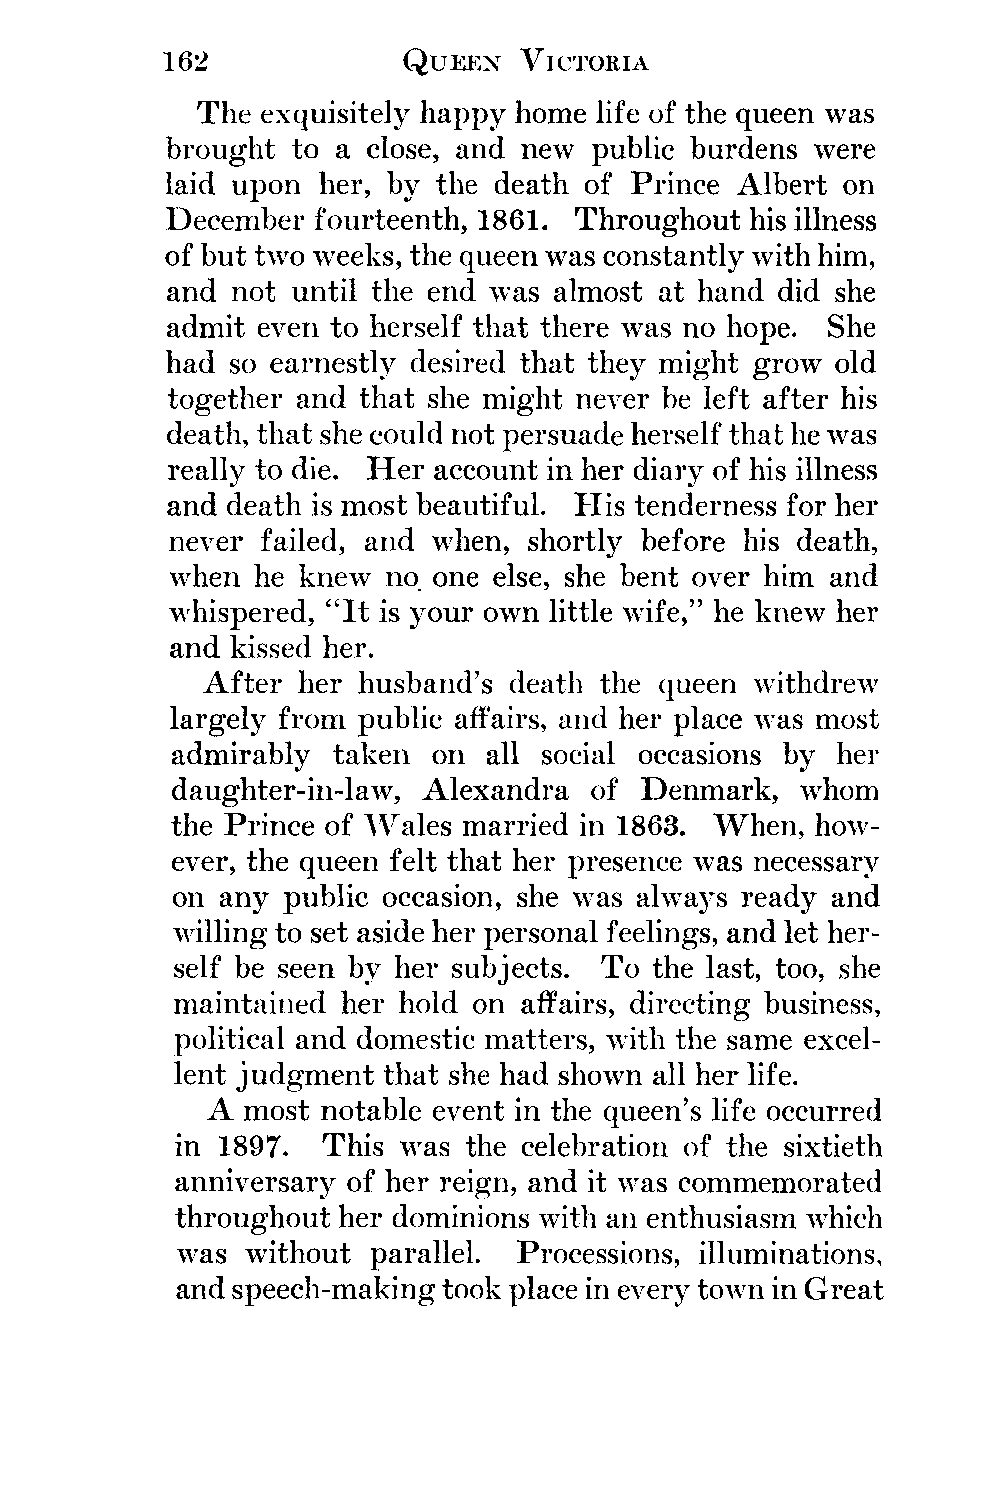 162 QUEEN VICTORIA
The exquisitely happy home life of the queen was
brought to a close, and new public burdens were
laid upon her, by the death of Prince Albert on
December fourteenth, 1861. Throughout his illness
of but two weeks, the queen was constantly with him,
and not until the end was almost at hand did she
admit even to herself that there was no hope. She
had so earnestly desired that they might grow old
together and that she might never be left after his
death, that she could not persuade herself that he was
really to die. Her account in her diary of his illness
and death is most beautiful. His tenderness for her
never failed, and when, shortly before his death,
when he knew no one else, she bent over him and
whispered, “It is your own little wife,” he knew her
and kissed her.
After her husband’s death the queen withdrew
largely from public affairs, and her place was most
admirably taken on all social occasions by her
daughter-in-law, Alexandra of Denmark, whom
the Prince of Wales married in 1863. When, how-
ever, the queen felt that her presence was necessary
on any public occasion, she was always ready and
willing to set aside her personal feelings, and let her-
self be seen by her subjects. To the last, too, she
maintained her hold on affairs, directing business,
political and domestic matters, with the same excel-
lent judgment that she had shown all her life.
A most notable event in the queen’s life occurred
in 1897. This was the celebration of the sixtieth
anniversary of her reign, and it was commemorated
throughout her dominions with an enthusiasm which
was without parallel. Processions, illuminations,
and speech-making took place in every town in Great